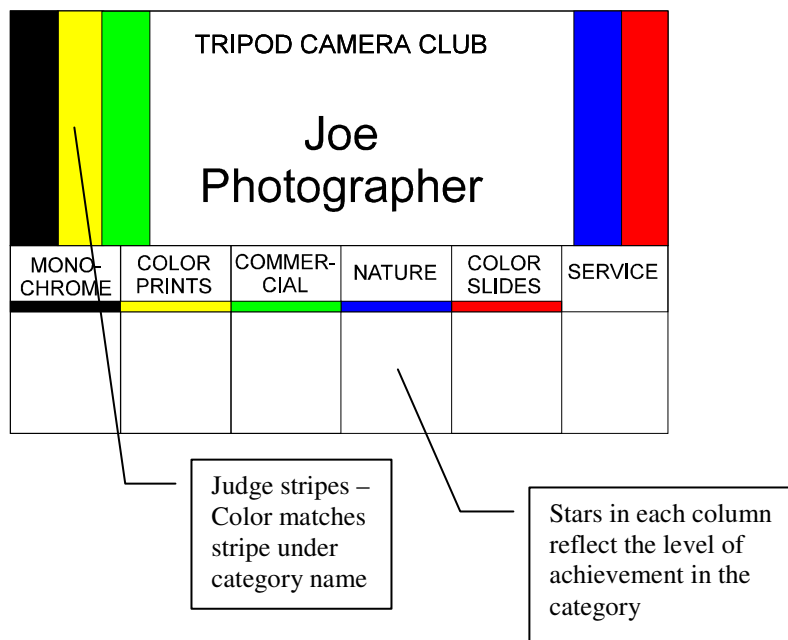 TRIPOD CAMERA CLUB
Joe
Photographer
MONO-
CHROME
COLOR
PRINTS
COMMER-
CIAL
NATURE
COLOR
SLIDES
SERVICE
Judge stripes –
Color matches
stripe under
category name
Stars in each column
reflect the level of
achievement in the
category